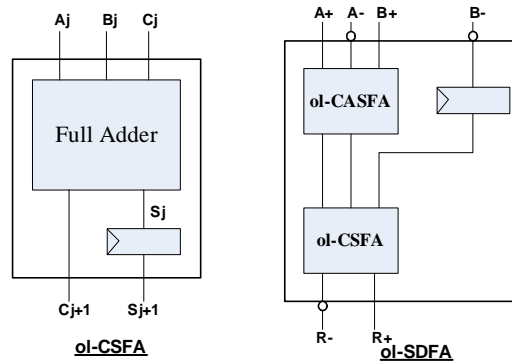 Aj Bj Cj
Full Adder
Sj
Cj+1 Sj+1
ol-CSFA
A+ A- B+ B-
ol-CASFA
ol-CSFA
R- R+
ol-SDFA